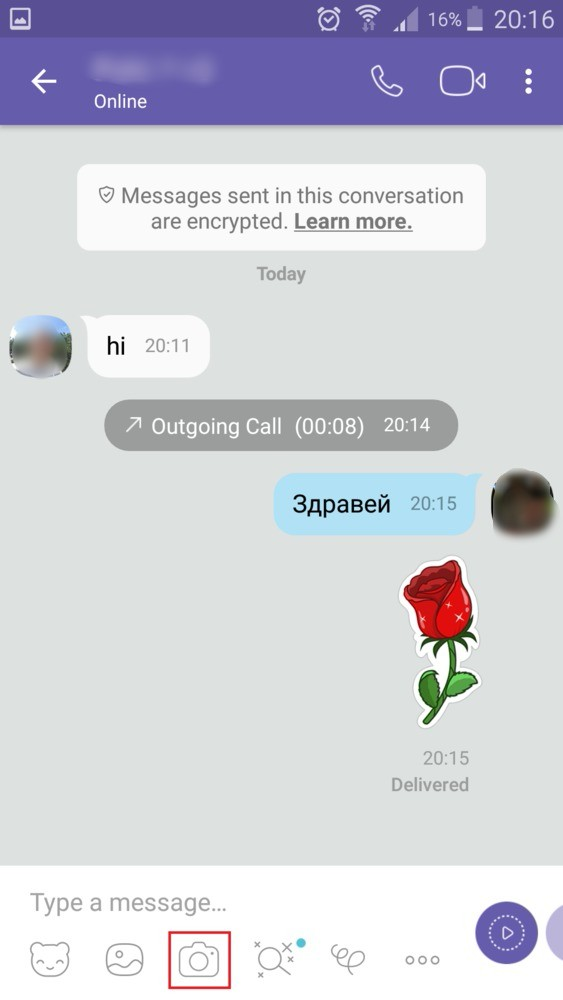 16% 20:16
Online
Messages sent in this conversation
are encrypted. Learn more.
Today
hi 20:11
Outgoing Call (00:08) 20:14
Здравей 20:15
20:15
Delivered
Type a message...